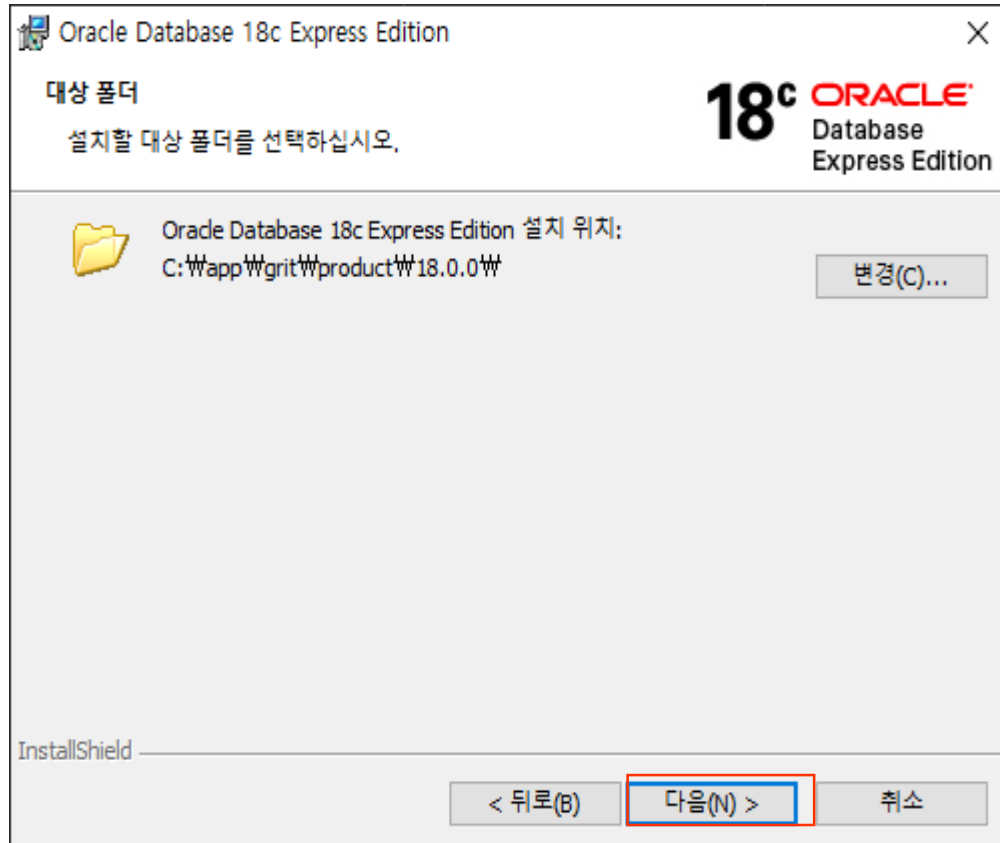 Oracle Database 18c Express Edition
대상 폴더
설치할 대상 폴더를 선택하십시오.
18c ORACLE
Database
Express Edition
Oracle Database 18c Express Edition 설치 위치:
C:₩app₩grit₩product₩18.0.0₩
변경(C)...
InstallShield
< 뒤로(B)
다음(N) >
취소